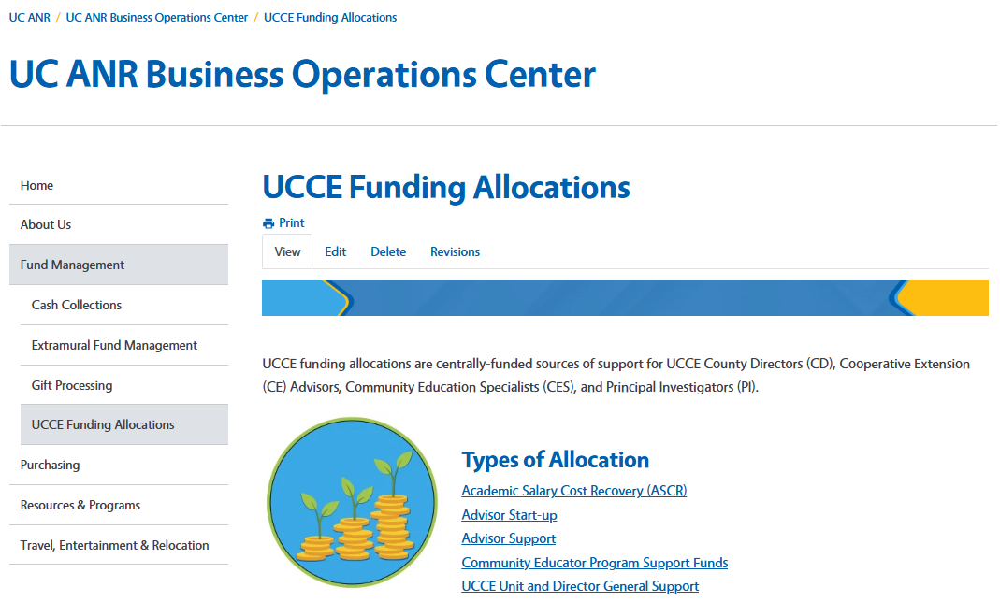 UC ANR / UC ANR Business Operations Center / UCCE Funding Allocations
UC ANR Business Operations Center
Home
About Us
Fund Management
Cash Collections
Extramural Fund Management
Gift Processing
UCCE Funding Allocations
Purchasing
Resources & Programs
Travel, Entertainment & Relocation
UCCE Funding Allocations
Print
View Edit Delete Revisions
UCCE funding allocations are centrally-funded sources of support for UCCE County Directors (CD), Cooperative Extension
(CE) Advisors, Community Education Specialists (CES), and Principal Investigators (PI).
Types of Allocation
Academic Salary Cost Recovery (ASCR)
Advisor Start-up
Advisor Support
Community Educator Program Support Funds
UCCE Unit and Director General Support